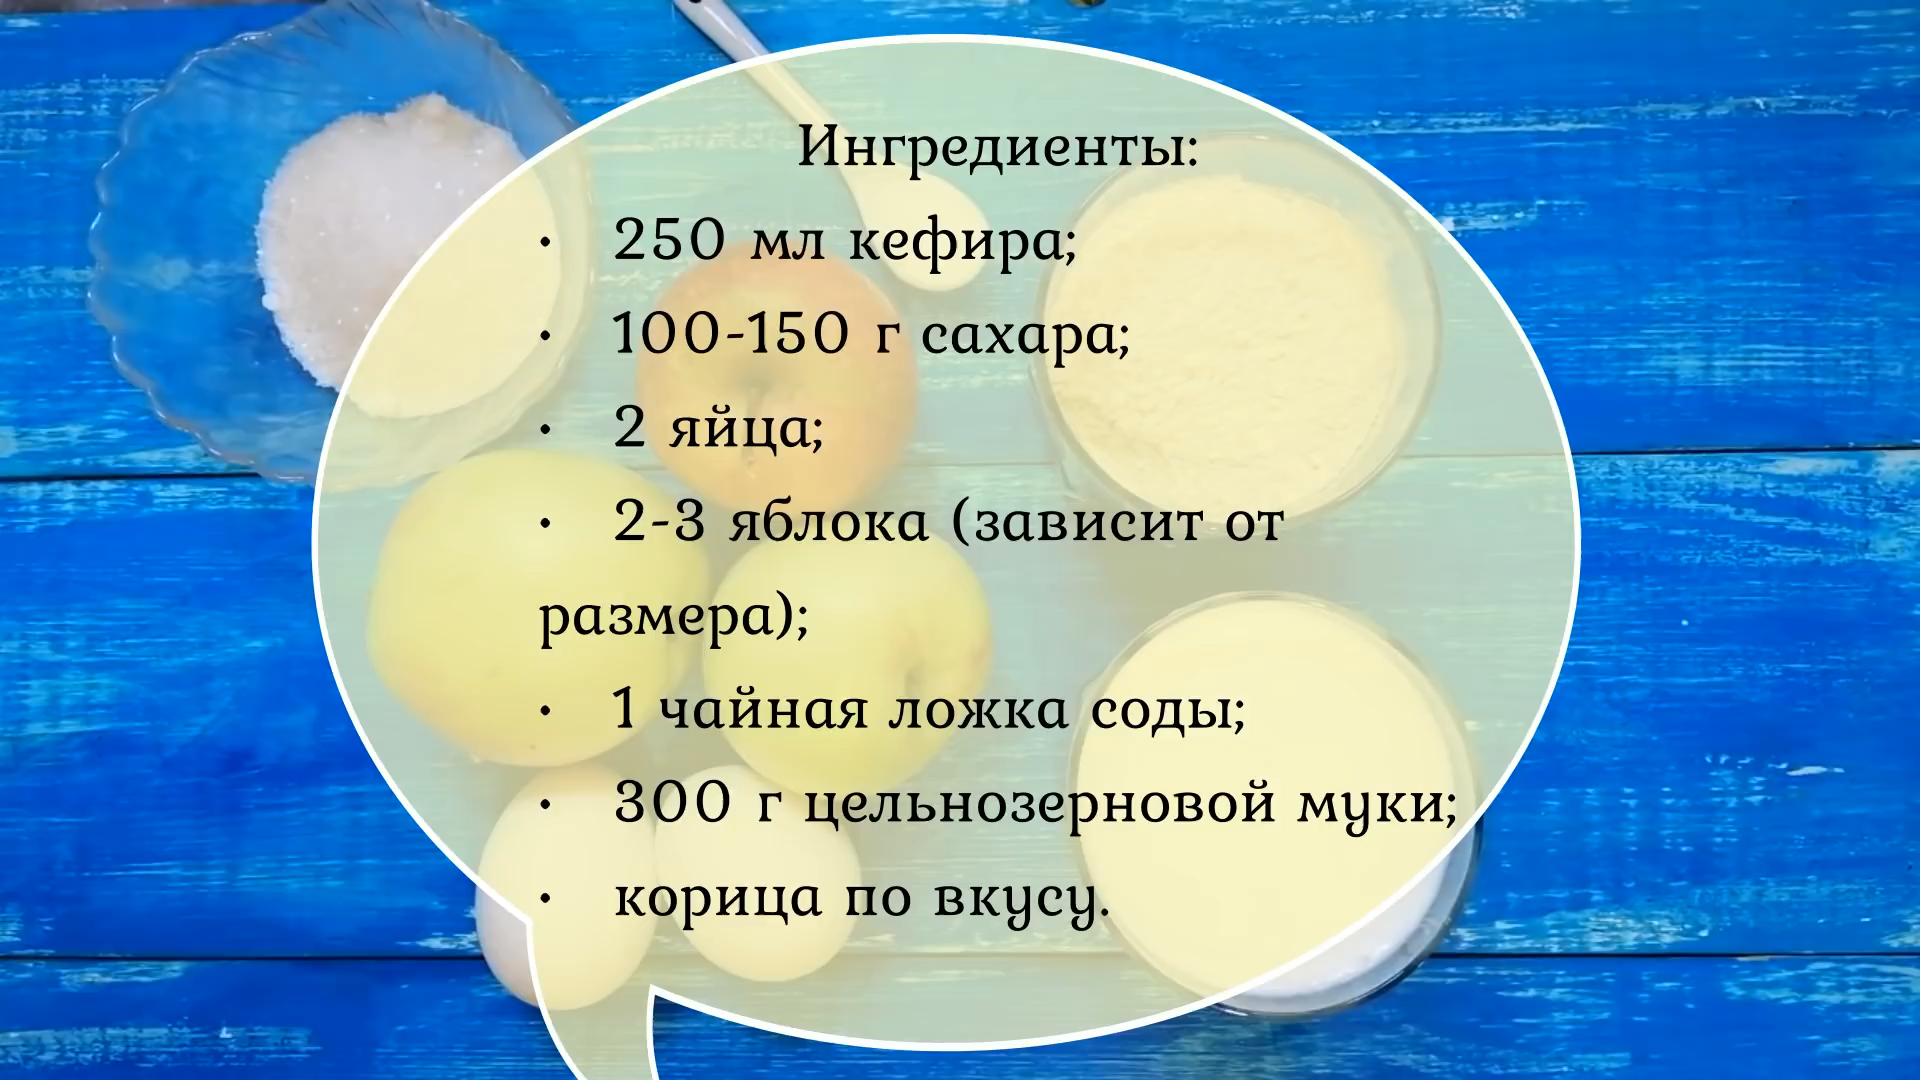 Ингредиенты:
• 250 мл кефира;
• 100-150 г сахара;
• 2 яйца;
• 2-3 яблока (зависит от
размера);
• 1 чайная ложка соды;
• 300 г цельнозерновой муки;
• корица по вкусу.